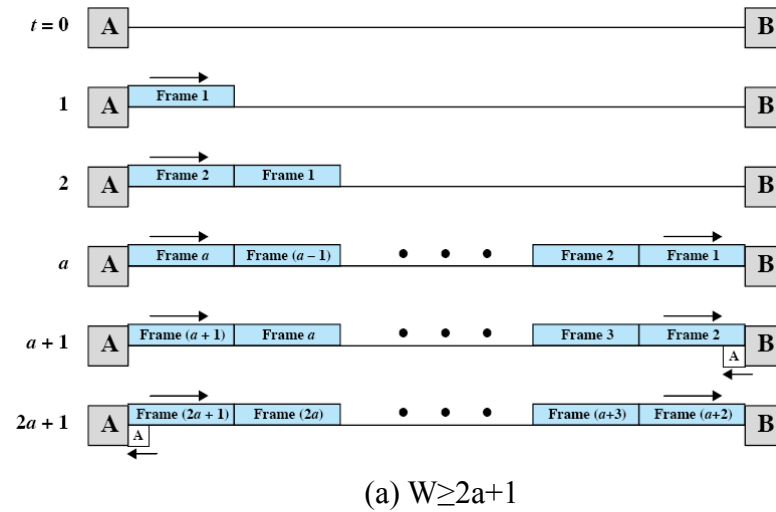 t = 0 A B
1 A Frame 1 B
2 A Frame 2 Frame 1 B
a A Frame a Frame (a – 1) • • • Frame 2 Frame 1 B
a + 1 A Frame (a + 1) Frame a • • • Frame 3 Frame 2 B
A
2a + 1 A Frame (2a + 1) Frame (2a) • • • Frame (a+3) Frame (a+2) B
A
(a) W≥2a+1